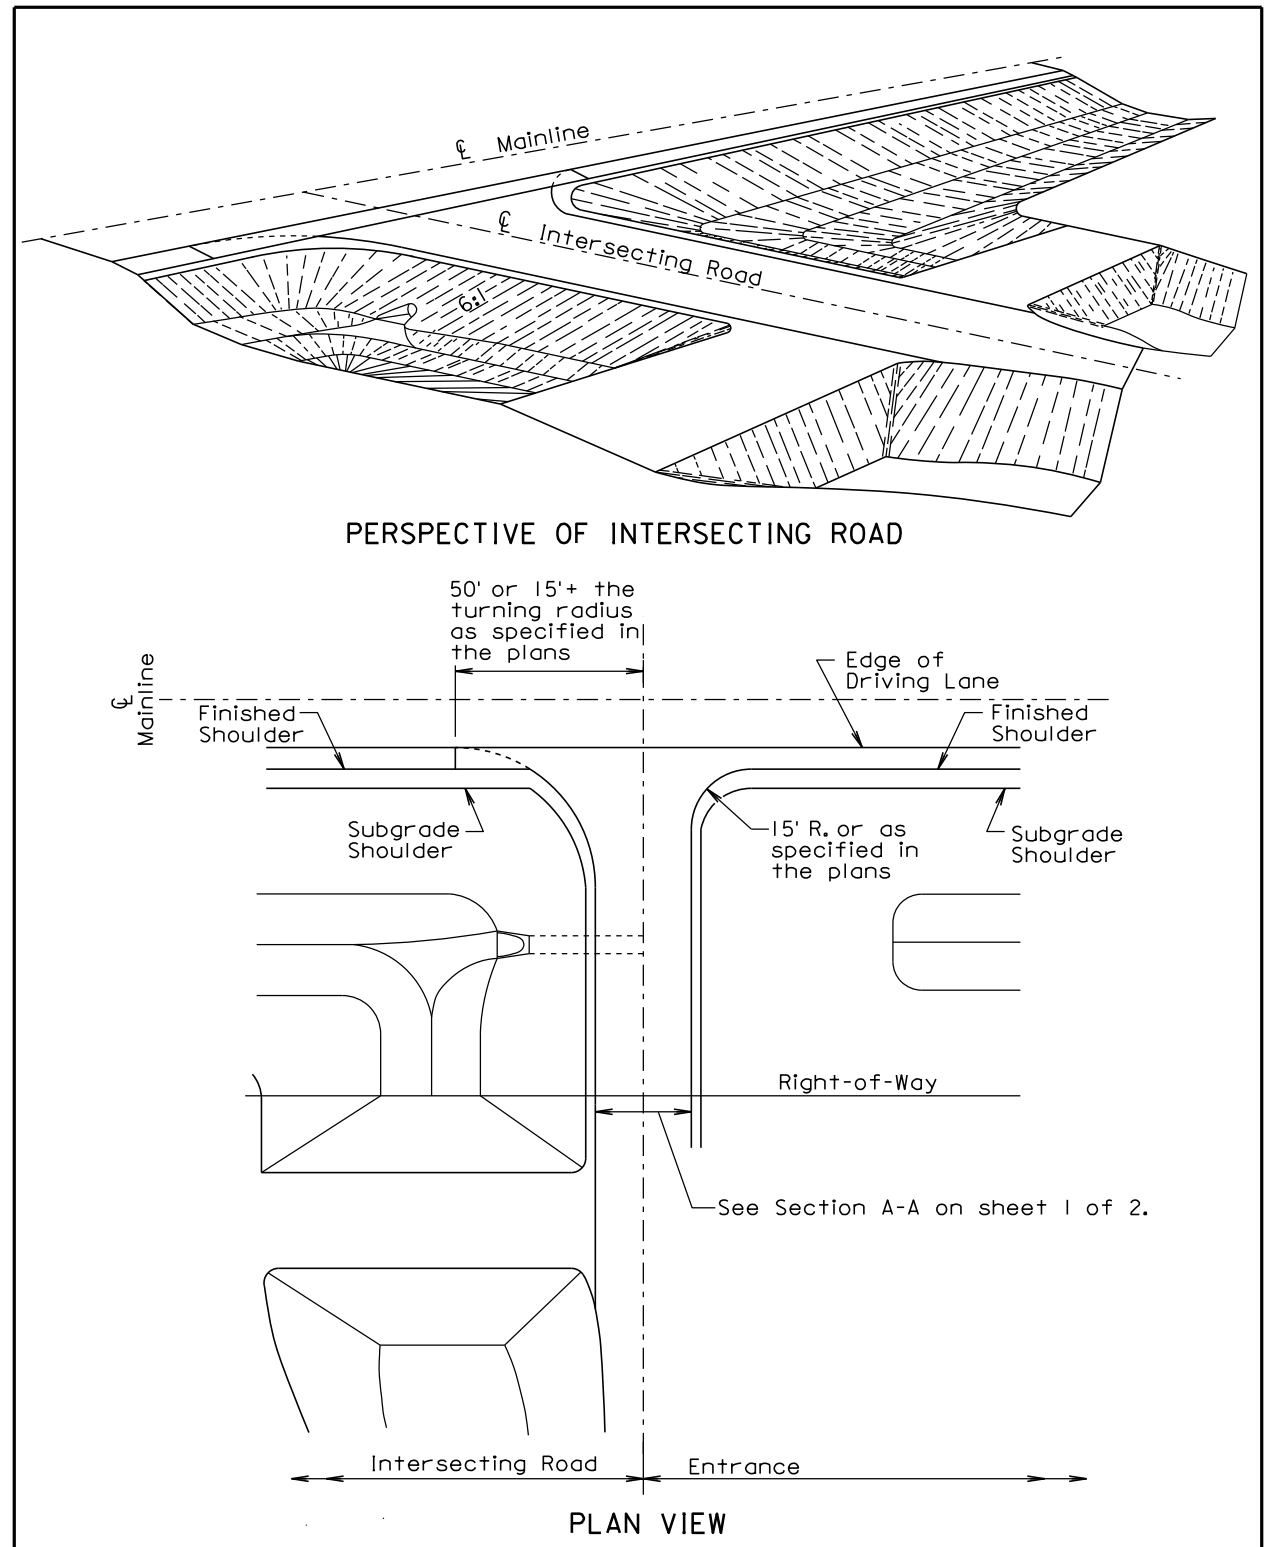 ℄ Mainline
℄ Intersecting Road
6:1
PERSPECTIVE OF INTERSECTING ROAD
50' or 15'+ the
turning radius
as specified in
the plans
℄
Mainline
Edge of
Driving Lane
Finished
Shoulder
Finished
Shoulder
Subgrade
Shoulder
15' R. or as
specified in
the plans
Subgrade
Shoulder
Right-of-Way
See Section A-A on sheet 1 of 2.
Intersecting Road
Entrance
PLAN VIEW